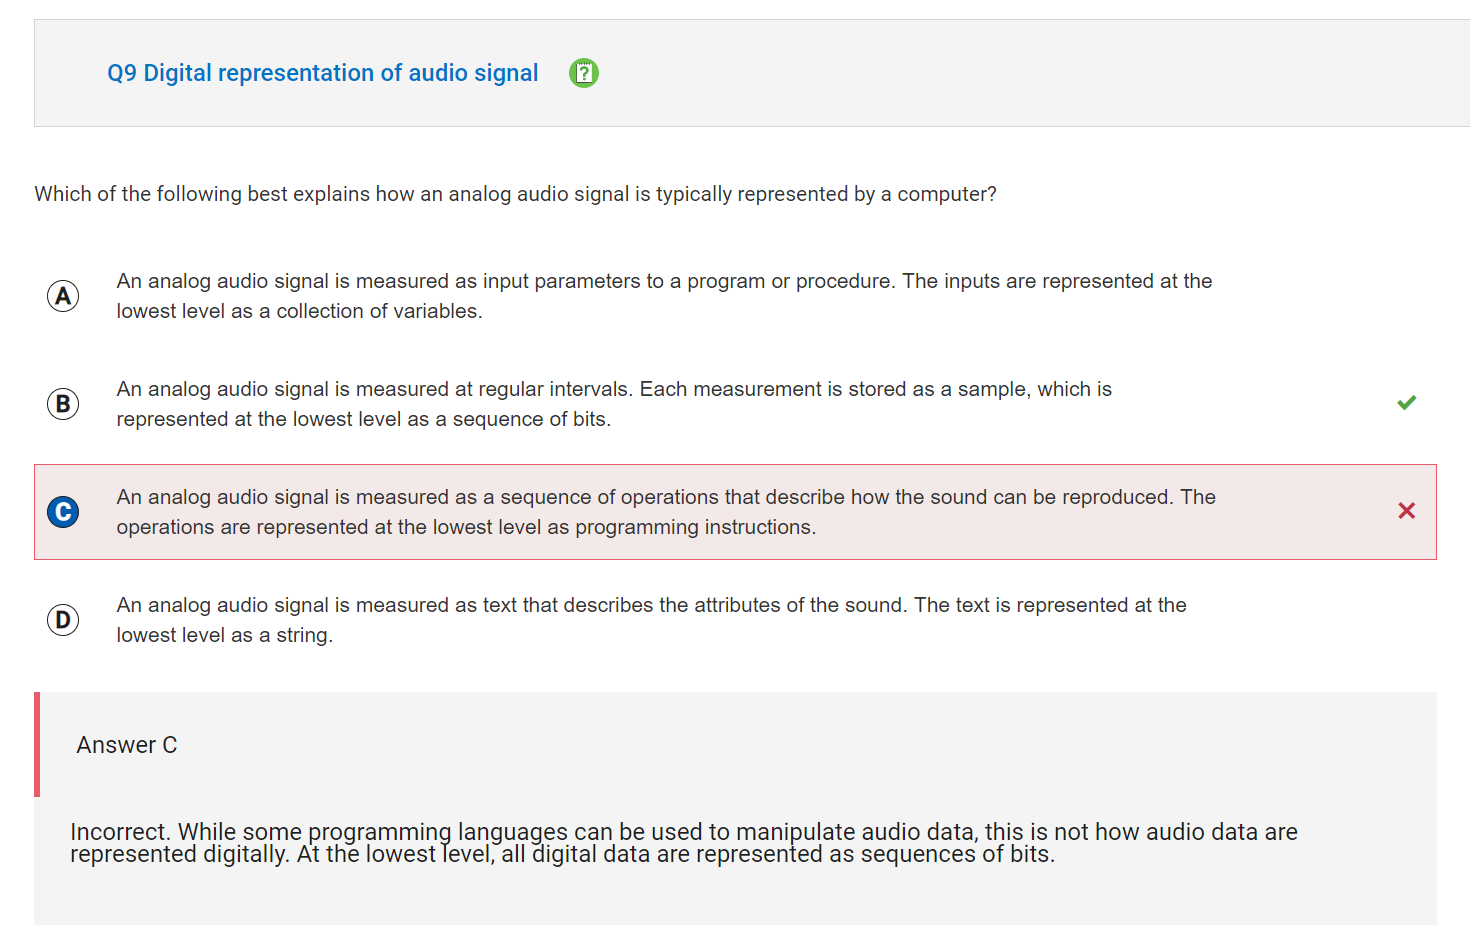 Q9 Digital representation of audio signal
?
Which of the following best explains how an analog audio signal is typically represented by a computer?
A
An analog audio signal is measured as input parameters to a program or procedure. The inputs are represented at the
lowest level as a collection of variables.
B
An analog audio signal is measured at regular intervals. Each measurement is stored as a sample, which is
represented at the lowest level as a sequence of bits.
C
An analog audio signal is measured as a sequence of operations that describe how the sound can be reproduced. The
operations are represented at the lowest level as programming instructions.
D
An analog audio signal is measured as text that describes the attributes of the sound. The text is represented at the
lowest level as a string.
Answer C
Incorrect. While some programming languages can be used to manipulate audio data, this is not how audio data are
represented digitally. At the lowest level, all digital data are represented as sequences of bits.